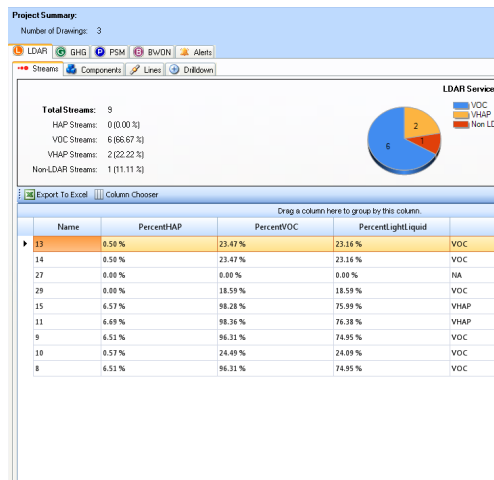 Project Summary:
Number of Drawings: 3
LDAR GHG PSM BWON Alerts
Streams Components Lines Drilldown
LDAR Service
Total Streams: 9
HAP Streams: 0 (0.00 %)
VOC Streams: 6 (66.67 %)
VHAP Streams: 2 (22.22 %)
Non-LDAR Streams: 1 (11.11 %)
2
1
6
VOC
VHAP
Non LD
Export To Excel Column Chooser
Drag a column here to group by this column.
Name PercentHAP PercentVOC PercentLightLiquid
13 0.50 % 23.47 % 23.16 % VOC
14 0.50 % 23.47 % 23.16 % VOC
27 0.00 % 0.00 % 0.00 % NA
29 0.00 % 18.59 % 18.59 % VOC
15 6.57 % 98.28 % 75.99 % VHAP
11 6.69 % 98.36 % 76.38 % VHAP
9 6.51 % 96.31 % 74.95 % VOC
10 0.57 % 24.49 % 24.09 % VOC
8 6.51 % 96.31 % 74.95 % VOC